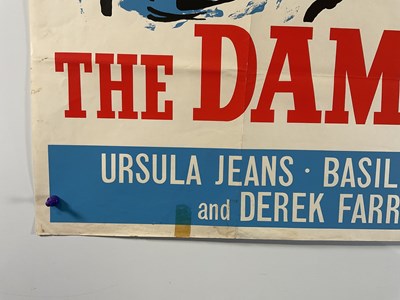 THE DAM
URSULA JEANS · BASIL
and DEREK FARR